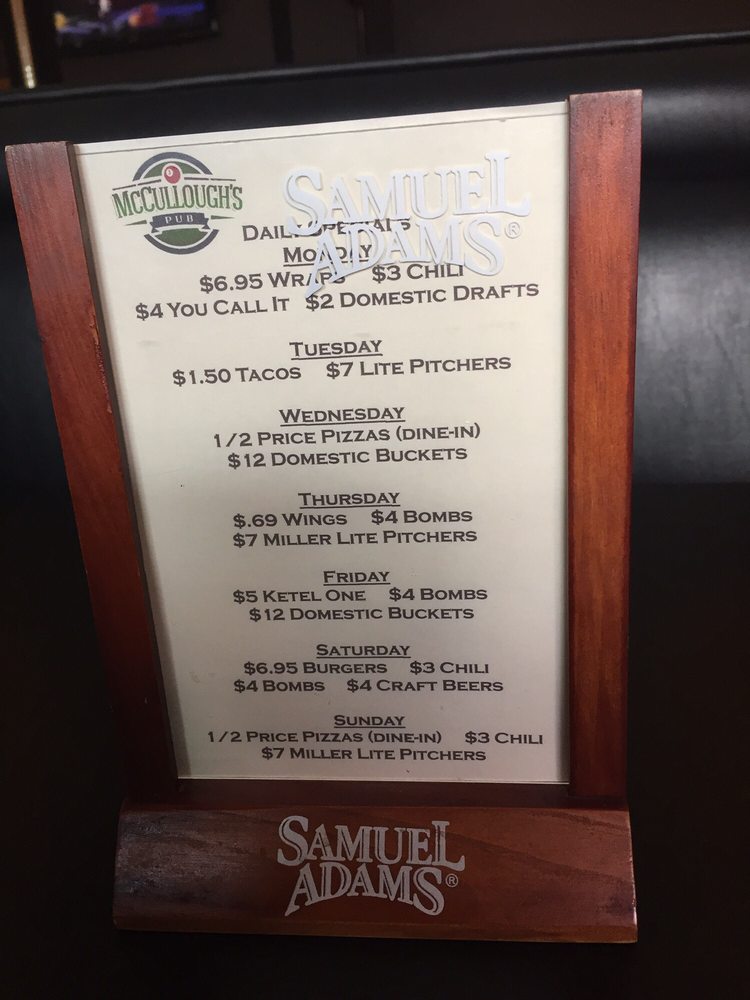 McCullough's
PUB
SAMUEL
ADAMS®
DAILY SPECIALS
MONDAY
$6.95 WRAPS $3 CHILI
$4 YOU CALL IT $2 DOMESTIC DRAFTS
TUESDAY
$1.50 TACOS $7 LITE PITCHERS
WEDNESDAY
1/2 PRICE PIZZAS (DINE-IN)
$12 DOMESTIC BUCKETS
THURSDAY
$.69 WINGS $4 BOMBS
$7 MILLER LITE PITCHERS
FRIDAY
$5 KETEL ONE $4 BOMBS
$12 DOMESTIC BUCKETS
SATURDAY
$6.95 BURGERS $3 CHILI
$4 BOMBS $4 CRAFT BEERS
SUNDAY
1/2 PRICE PIZZAS (DINE-IN) $3 CHILI
$7 MILLER LITE PITCHERS
SAMUEL
ADAMS®